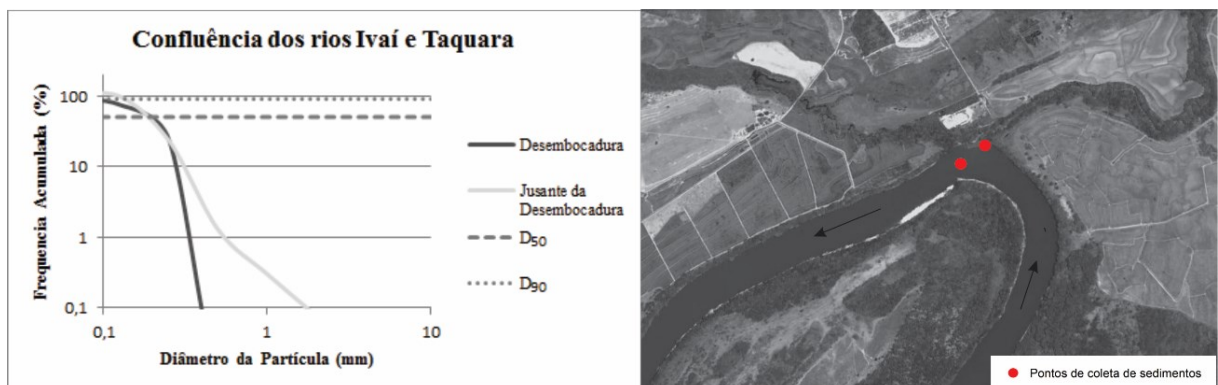 Confluência dos rios Ivaí e Taquara
Frequencia Acumulada (%)
100
10
1
0,1
0,1
1
10
Diâmetro da Partícula (mm)
Desembocadura
Jusante da
Desembocadura
D50
D90
Pontos de coleta de sedimentos